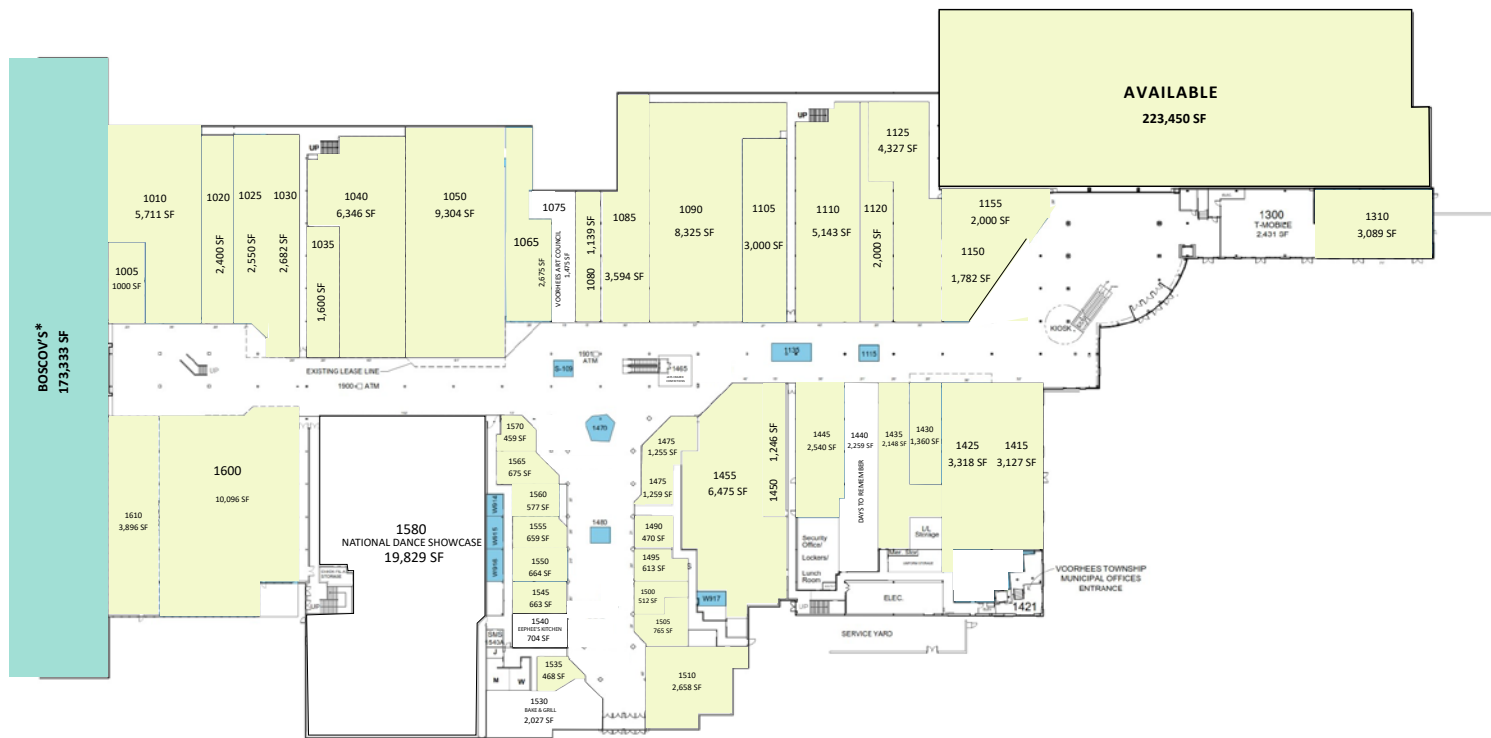 AVAILABLE
223,450 SF
BOSCOV'S*
173,333 SF
1010
5,711 SF
1005
1000 SF
1020
2,400 SF
1025
2,550 SF
1030
2,682 SF
UP
1040
6,346 SF
1035
1,600 SF
1050
9,304 SF
1065
2,675 SF
1075
VOORHEES ART COUNCIL
1,475 SF
1080
1,139 SF
1085
3,594 SF
1090
8,325 SF
1105
3,000 SF
UP
1110
5,143 SF
1120
2,000 SF
1125
4,327 SF
1155
2,000 SF
1150
1,782 SF
1300
T-MOBIZE
2,431 SF
1310
3,089 SF
KIOSK
UP
EXISTING LEASE LINE
1900 ATM
1901
ATM
S-109
1465
1135
1115
1470
1480
1610
3,896 SF
1600
10,096 SF
UP
1580
NATIONAL DANCE SHOWCASE
19,829 SF
W914
W915
W916
1570
459 SF
1565
675 SF
1560
577 SF
1555
659 SF
1550
664 SF
1545
663 SF
1540
EEPHEE'S KITCHEN
704 SF
SMS
1540A
J
M
W
1535
468 SF
1530
BAKE & GRILL
2,027 SF
1475
1,255 SF
1475
1,259 SF
1490
470 SF
1495
613 SF
1500
512 SF
1505
765 SF
1510
2,658 SF
S
W917
1455
6,475 SF
1450
1,246 SF
1445
2,540 SF
1440
2,259 SF
DAYS TO REMEMBER
1435
2,148 SF
1430
1,360 SF
1425
3,318 SF
1415
3,127 SF
Security
Office/
Lockers/
Lunch
Room
L/L
Storage
ELEC.
UP
1421
VOORHEES TOWNSHIP
MUNICIPAL OFFICES
ENTRANCE
SERVICE YARD